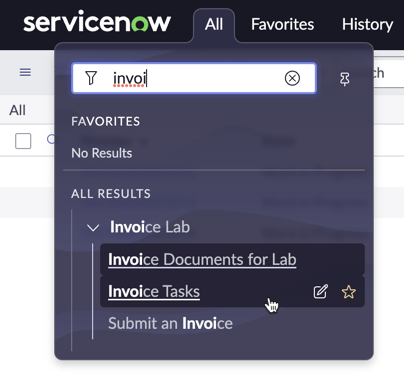 servicenow
All
Favorites
History
invoi
ch
All
FAVORITES
No Results
ALL RESULTS
Invoice Lab
Invoice Documents for Lab
Invoice Tasks
Submit an Invoice